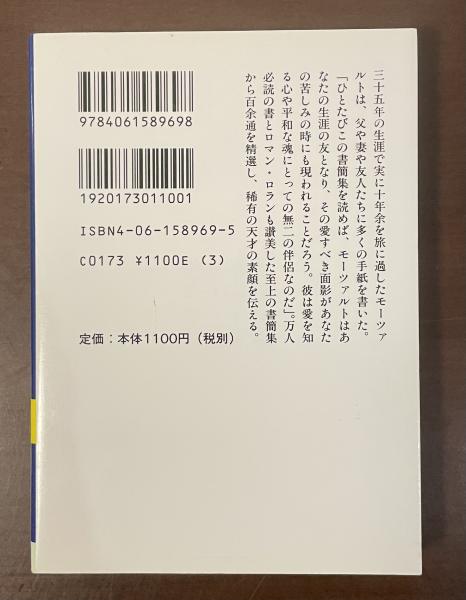 三十五年の生涯で実に十年余を旅に過したモーツァ
ルトは、父や妻や友人たちに多くの手紙を書いた。
「ひとたびこの書簡集を読めば、モーツァルトはあ
なたの生涯の友となり、その愛すべき面影があなた
の苦しみの時にも現われることだろう。彼は愛を知
る心や平和な魂にとっての無二の伴侶なのだ」。万人
必読の書とロマン・ロランも讃美した至上の書簡集
から百余通を精選し、稀有の天才の素顔を伝える。
9784061589698
1920173011001
ISBN4-06-158969-5
C0173 ¥1100E (3)
定価：本体1100円（税別）